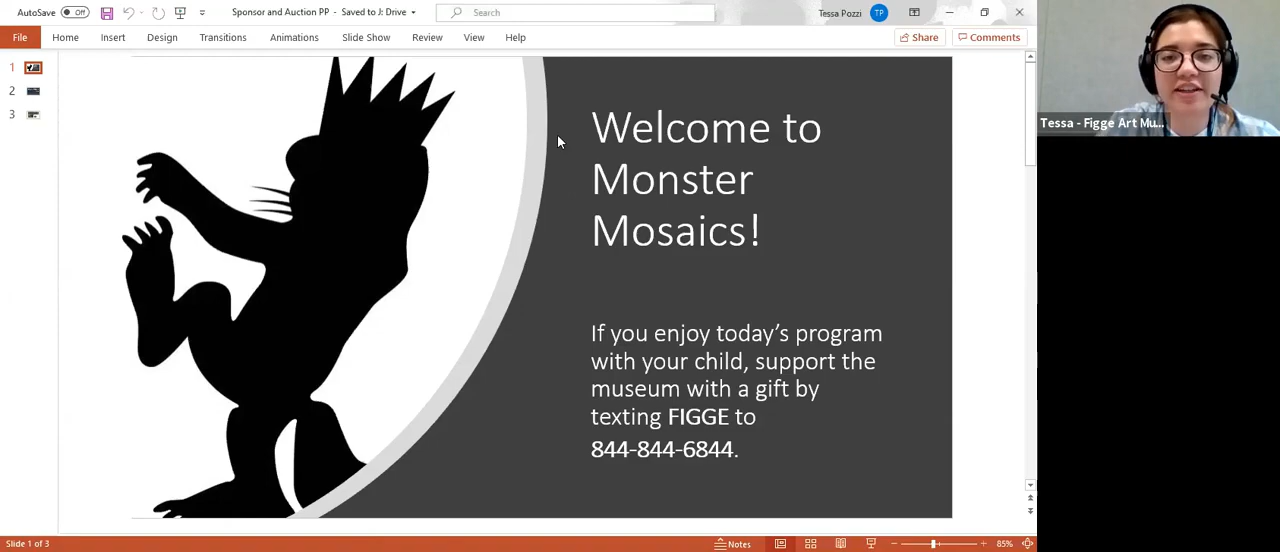 AutoSave Off
Sponsor and Auction PP - Saved to J: Drive
Search
Tessa Pozzi TP
File Home Insert Design Transitions Animations Slide Show Review View Help Share Comments
1
2
3
Welcome to
Monster
Mosaics!
If you enjoy today's program
with your child, support the
museum with a gift by
texting FIGGE to
844-844-6844.
Tessa - Figge Art Mu...
Slide 1 of 3
Notes
85%